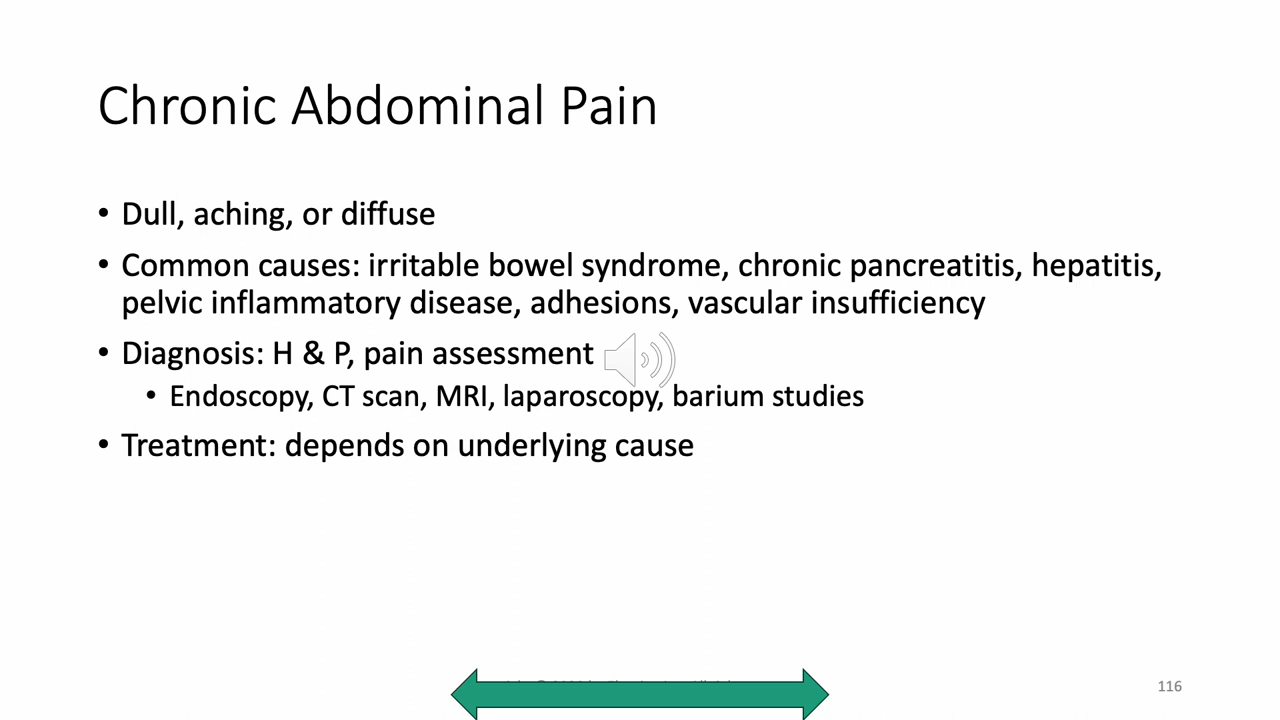 Chronic Abdominal Pain
• Dull, aching, or diffuse
• Common causes: irritable bowel syndrome, chronic pancreatitis, hepatitis,
pelvic inflammatory disease, adhesions, vascular insufficiency
• Diagnosis: H & P, pain assessment
• Endoscopy, CT scan, MRI, laparoscopy, barium studies
• Treatment: depends on underlying cause
116